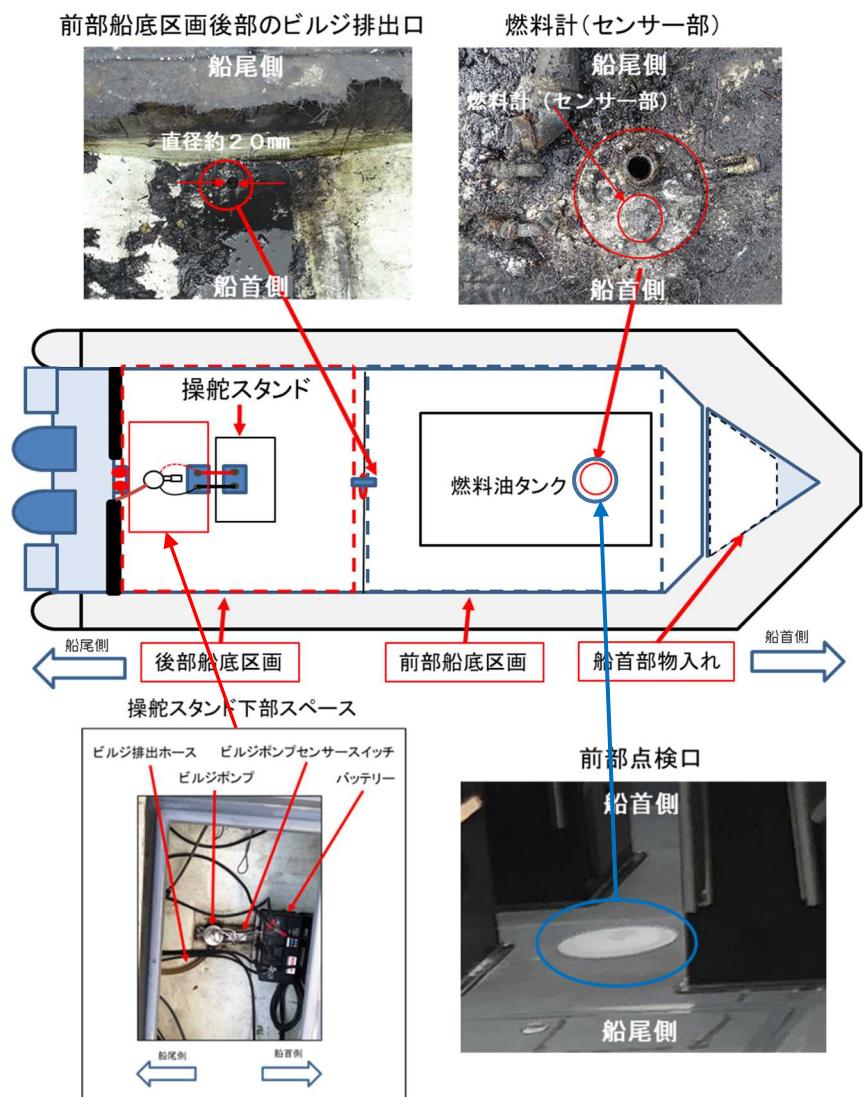 前部船底区画後部のビルジ排出口
船尾側
直径約20㎜
船首側
燃料計(センサー部)
船尾側
燃料計(センサー部)
船首側
操舵スタンド
燃料油タンク
船尾側
後部船底区画
前部船底区画
船首部物入れ
船首側
操舵スタンド下部スペース
ビルジ排出ホース
ビルジポンプセンサースイッチ
ビルジポンプ
バッテリー
船尾側
船首側
前部点検口
船首側
船尾側